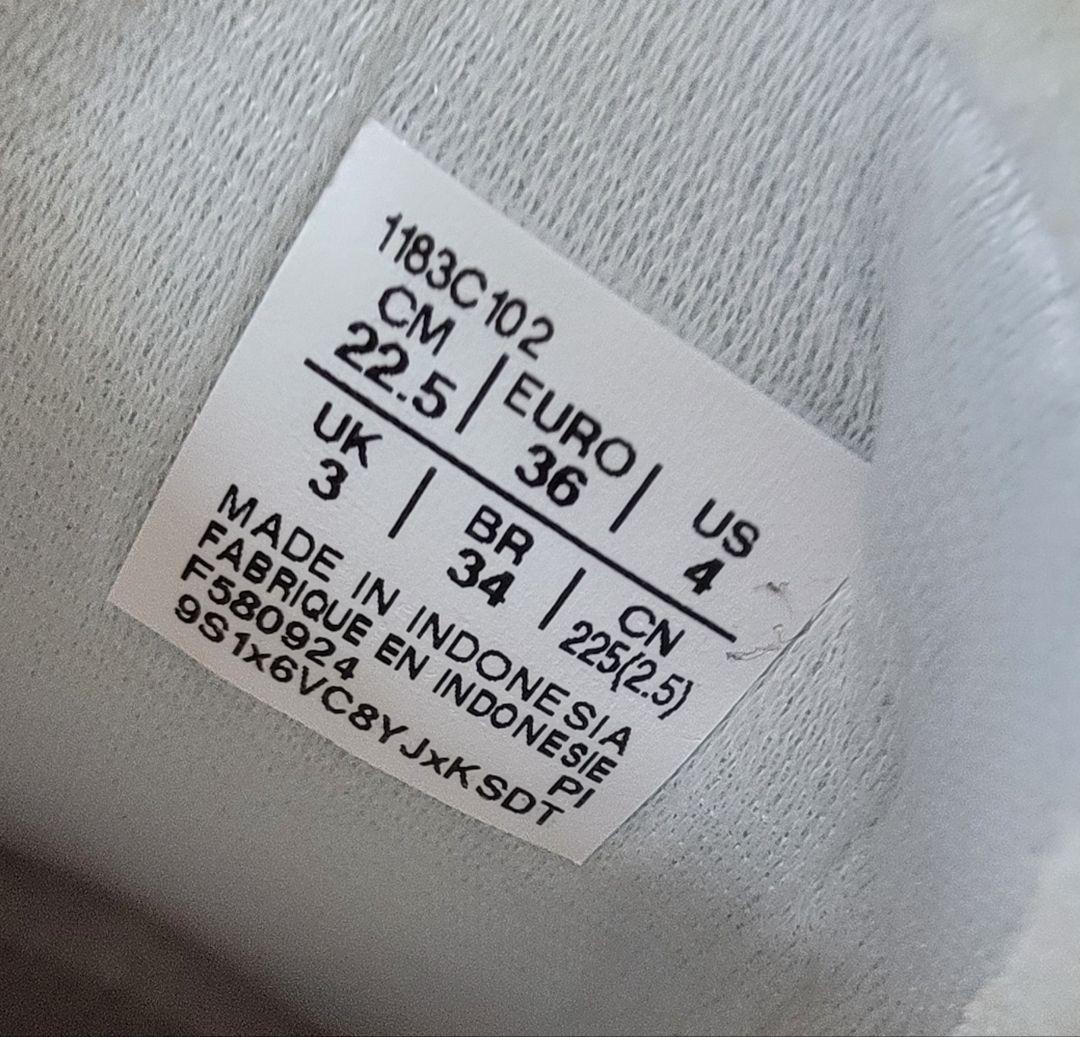 1183C102
CM 22.5 | EURO 36 | US 4
UK 3 | BR 34 | CN 225(2.5)
MADE IN INDONESIA
FABRIQUE EN INDONESIE
F580924 PI
9S1x6VC8YJxKSDT